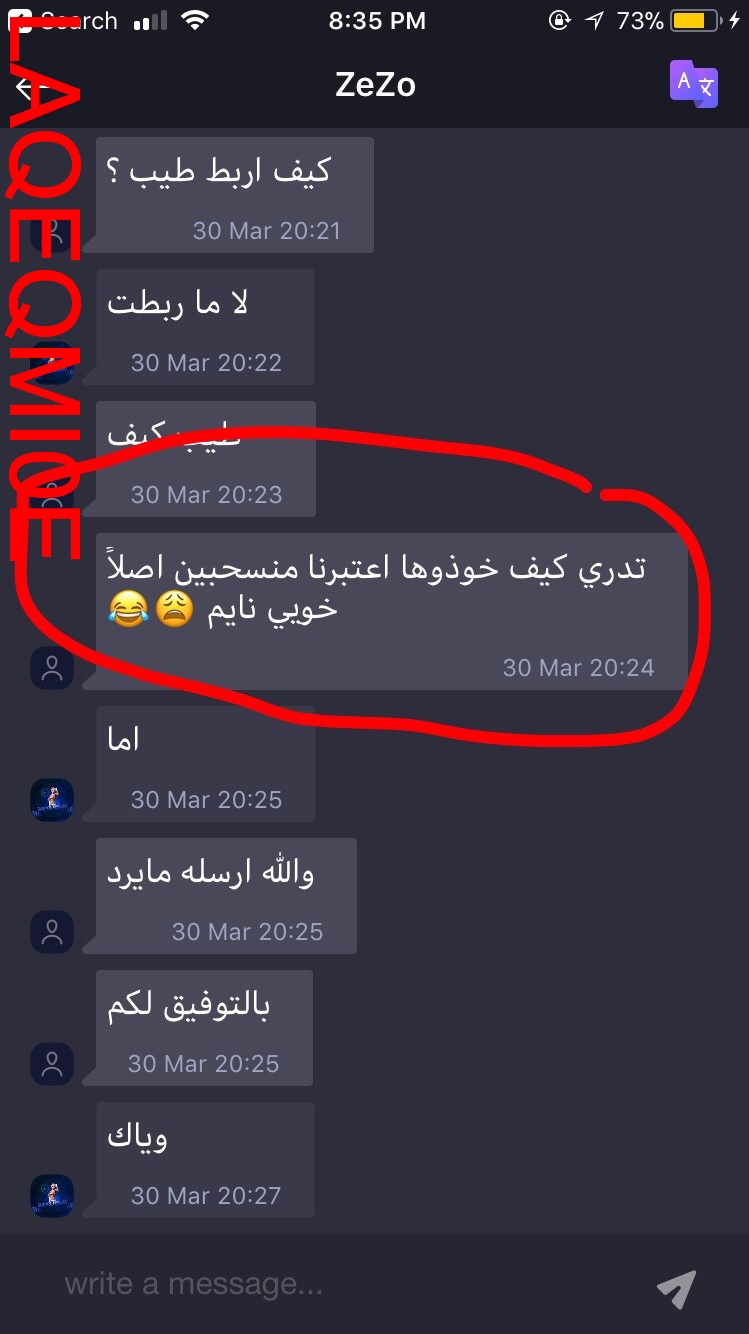 Search
8:35 PM
73%
ZeZo
LAQEQMI0E
كيف اربط طيب ؟
30 Mar 20:21
لا ما ربطت
30 Mar 20:22
طيب كيف
30 Mar 20:23
تدري كيف خوذوها اعتبرنا منسحبين اصلاً
خويي نايم 😩😂
30 Mar 20:24
اما
30 Mar 20:25
والله ارسله مايرد
30 Mar 20:25
بالتوفيق لكم
30 Mar 20:25
وياك
30 Mar 20:27
write a message...